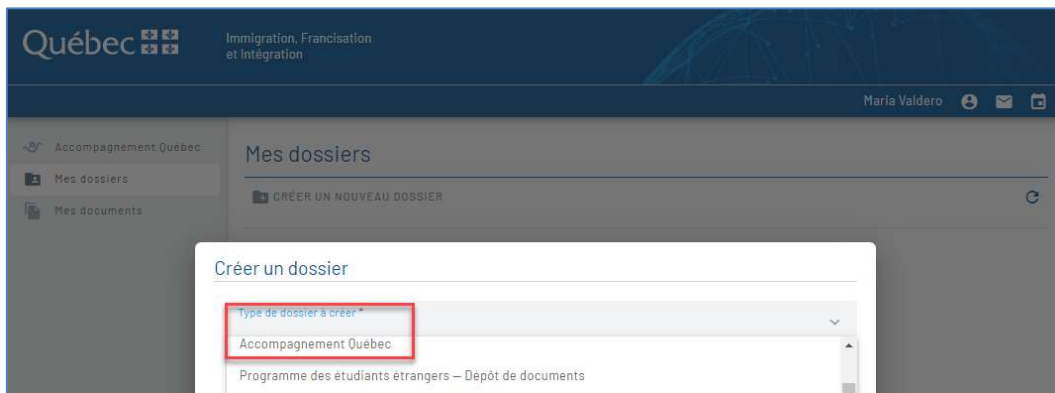 Québec
Immigration, Francisation
et Intégration
Maria Valdero
Accompagnement Québec
Mes dossiers
Mes documents
Mes dossiers
CRÉER UN NOUVEAU DOSSIER
Créer un dossier
Type de dossier à créer *
Accompagnement Québec
Programme des étudiants étrangers — Dépôt de documents